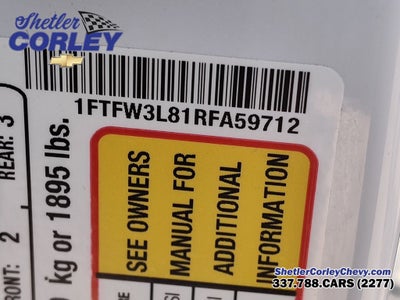 Shetler
CORLEY
1FTFW3L81RFA59712
REAR: 3
FRONT: 2
kg or 1895 lbs.
SEE OWNERS
MANUAL FOR
ADDITIONAL
INFORMATION
ShetlerCorleyChevy.com
337.788.CARS (2277)